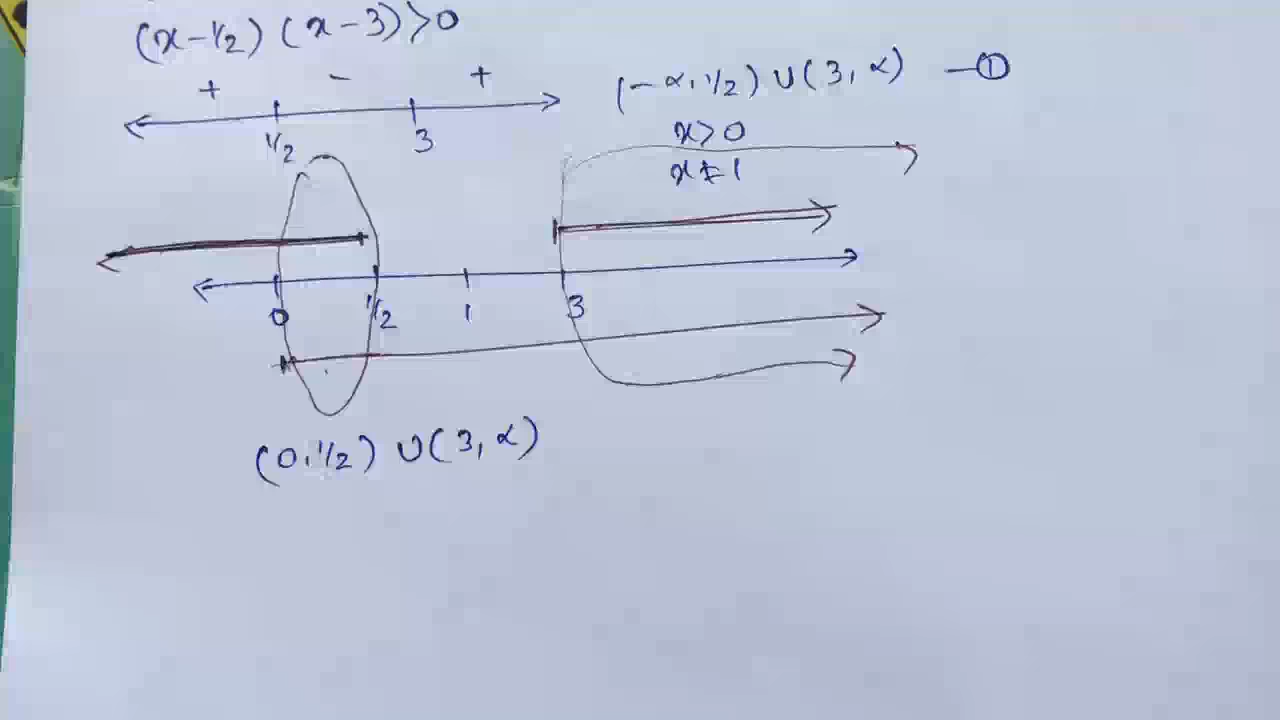 (x-1/2) (x-3)>0
+ - +
1/2 3
(-α, 1/2) ∪ (3, α) —①
x>0
x≠1
0 1/2 1 3
(0, 1/2) ∪ (3, α)